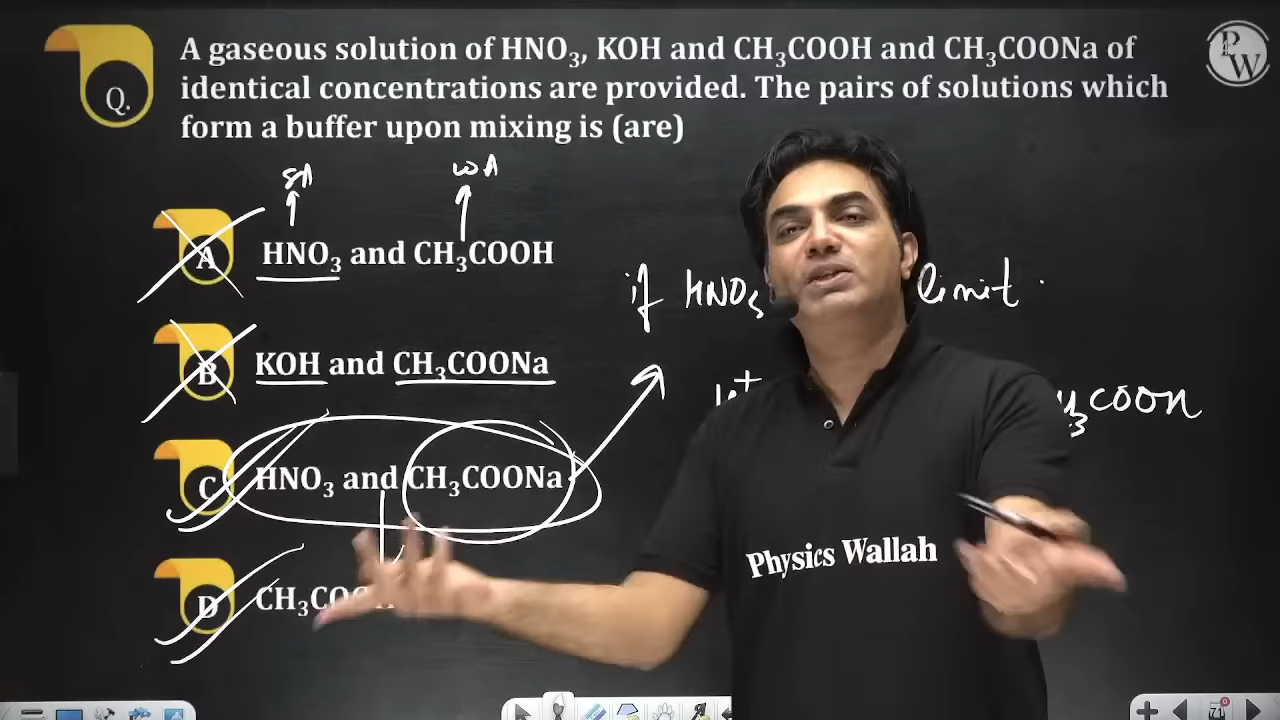 Q.
A gaseous solution of HNO₃, KOH and CH₃COOH and CH₃COONa of
identical concentrations are provided. The pairs of solutions which
form a buffer upon mixing is (are)
PW
SA
WA
A HNO₃ and CH₃COOH
if HNO₃ limit.
B KOH and CH₃COONa
C HNO₃ and CH₃COONa
D
Physics Wallah
71